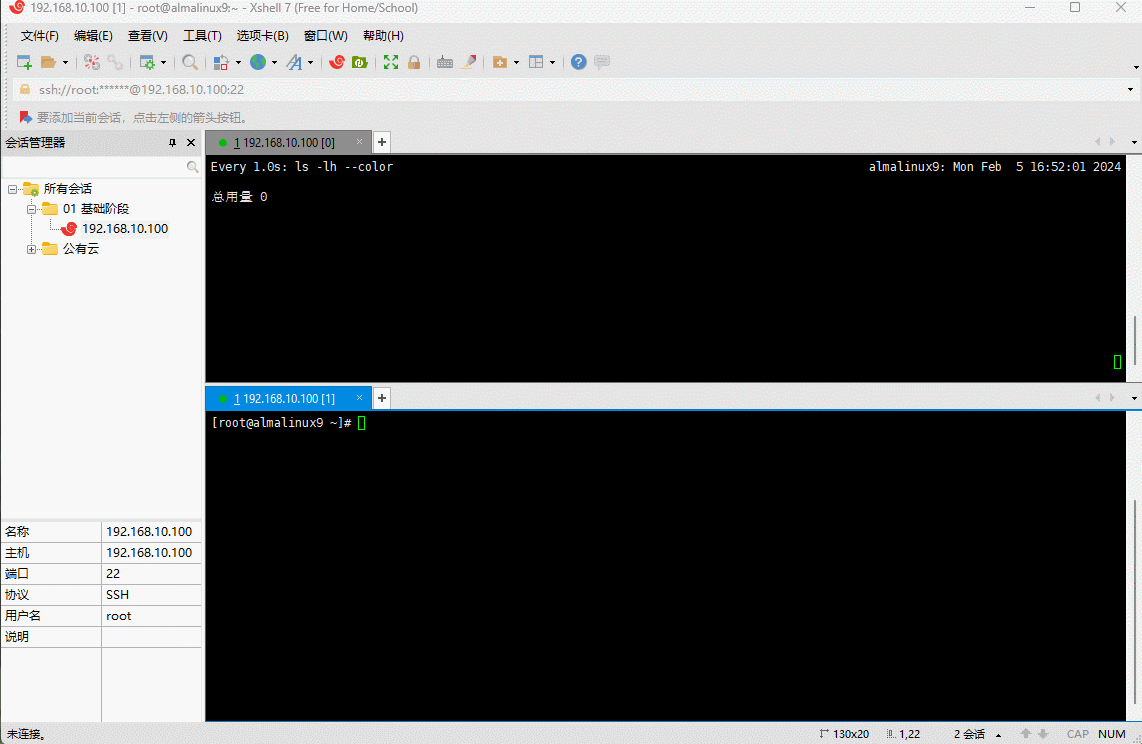 192.168.10.100 [1] - root@almalinux9:~ - Xshell 7 (Free for Home/School)
文件(F) 编辑(E) 查看(V) 工具(T) 选项卡(B) 窗口(W) 帮助(H)
ssh://root:******@192.168.10.100:22
要添加当前会话，点击左侧的箭头按钮。
会话管理器
1 192.168.10.100 [0]
Every 1.0s: ls -lh --color almalinux9: Mon Feb  5 16:52:01 2024
总用量 0
所有会话
01 基础阶段
192.168.10.100
公有云
1 192.168.10.100 [1]
[root@almalinux9 ~]#
名称 192.168.10.100
主机 192.168.10.100
端口 22
协议 SSH
用户名 root
说明
未连接。 130x20 1,22 2 会话 CAP NUM